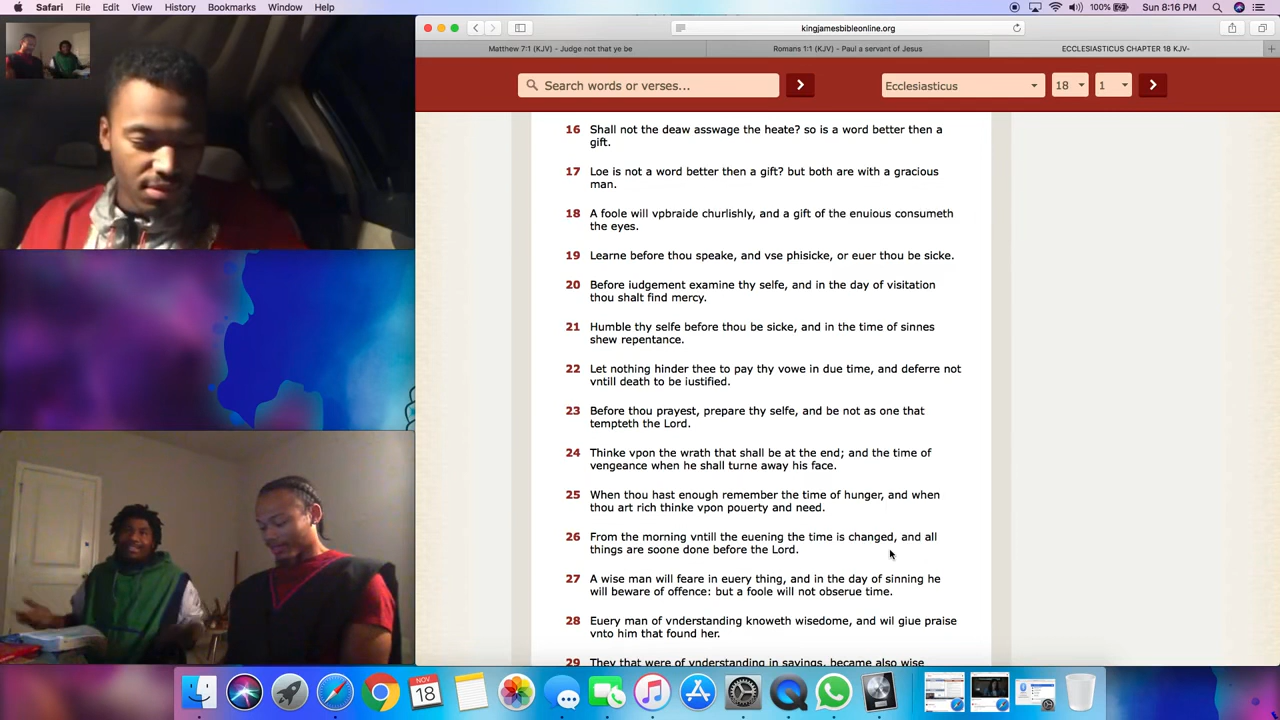 Safari File Edit View History Bookmarks Window Help
100% Sun 8:16 PM
kingjamesbibleonline.org
Matthew 7:1 (KJV) - Judge not that ye be
Romans 1:1 (KJV) - Paul a servant of Jesus
ECCLESIASTICUS CHAPTER 18 KJV-
Search words or verses...
Ecclesiasticus 18 1
16 Shall not the deaw asswage the heate? so is a word better then a
gift.
17 Loe is not a word better then a gift? but both are with a gracious
man.
18 A foole will vpbraide churlishly, and a gift of the enuious consumeth
the eyes.
19 Learne before thou speake, and vse phisicke, or euer thou be sicke.
20 Before iudgement examine thy selfe, and in the day of visitation
thou shalt find mercy.
21 Humble thy selfe before thou be sicke, and in the time of sinnes
shew repentance.
22 Let nothing hinder thee to pay thy vowe in due time, and deferre not
vntill death to be iustified.
23 Before thou prayest, prepare thy selfe, and be not as one that
tempteth the Lord.
24 Thinke vpon the wrath that shall be at the end; and the time of
vengeance when he shall turne away his face.
25 When thou hast enough remember the time of hunger, and when
thou art rich thinke vpon pouerty and need.
26 From the morning vntill the euening the time is changed, and all
things are soone done before the Lord.
27 A wise man will feare in euery thing, and in the day of sinning he
will beware of offence: but a foole will not obserue time.
28 Euery man of vnderstanding knoweth wisedome, and wil giue praise
vnto him that found her.
29 They that were of vnderstanding in sayings, became also wise
NOV
18